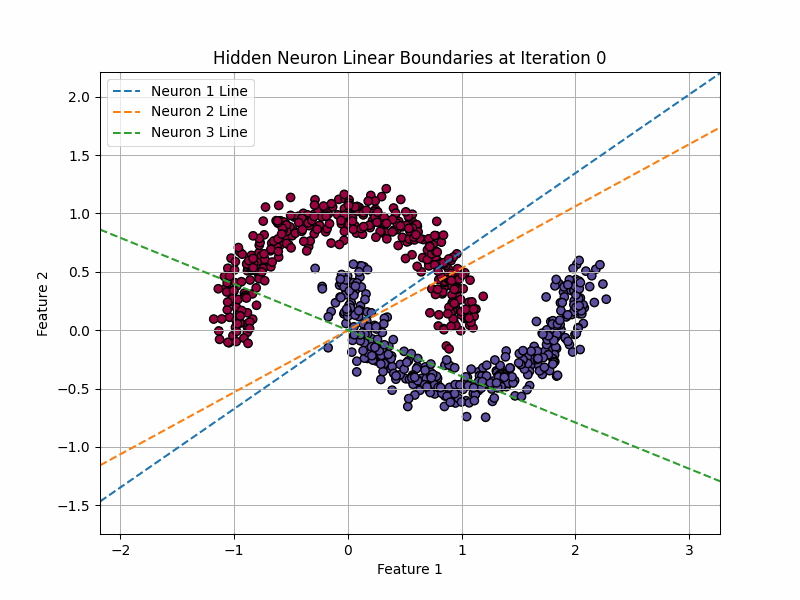 Hidden Neuron Linear Boundaries at Iteration 0
Neuron 1 Line
Neuron 2 Line
Neuron 3 Line
2.0
1.5
1.0
0.5
0.0
−0.5
−1.0
−1.5
Feature 2
−2
−1
0
1
2
3
Feature 1